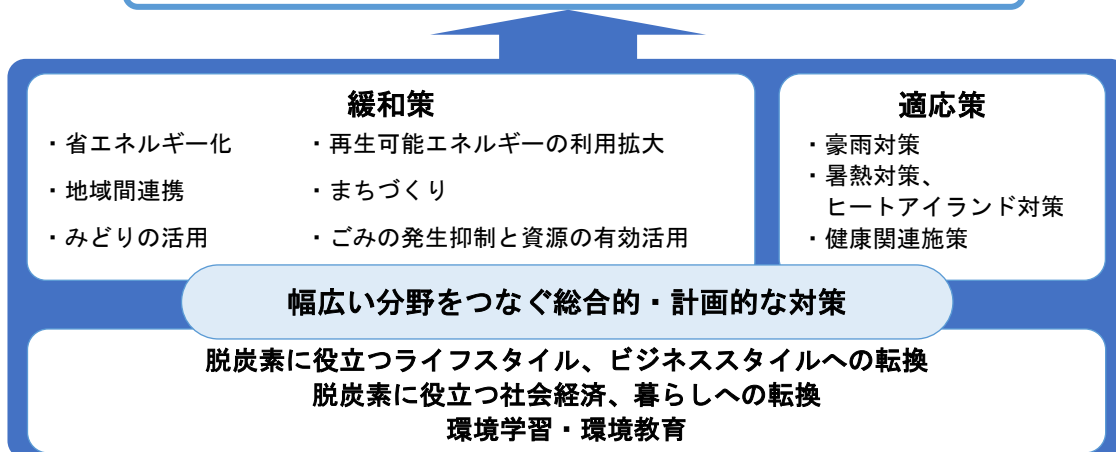 緩和策
・省エネルギー化
・再生可能エネルギーの利用拡大
・地域間連携
・まちづくり
・みどりの活用
・ごみの発生抑制と資源の有効活用
適応策
・豪雨対策
・暑熱対策、
ヒートアイランド対策
・健康関連施策
幅広い分野をつなぐ総合的・計画的な対策
脱炭素に役立つライフスタイル、ビジネススタイルへの転換
脱炭素に役立つ社会経済、暮らしへの転換
環境学習・環境教育